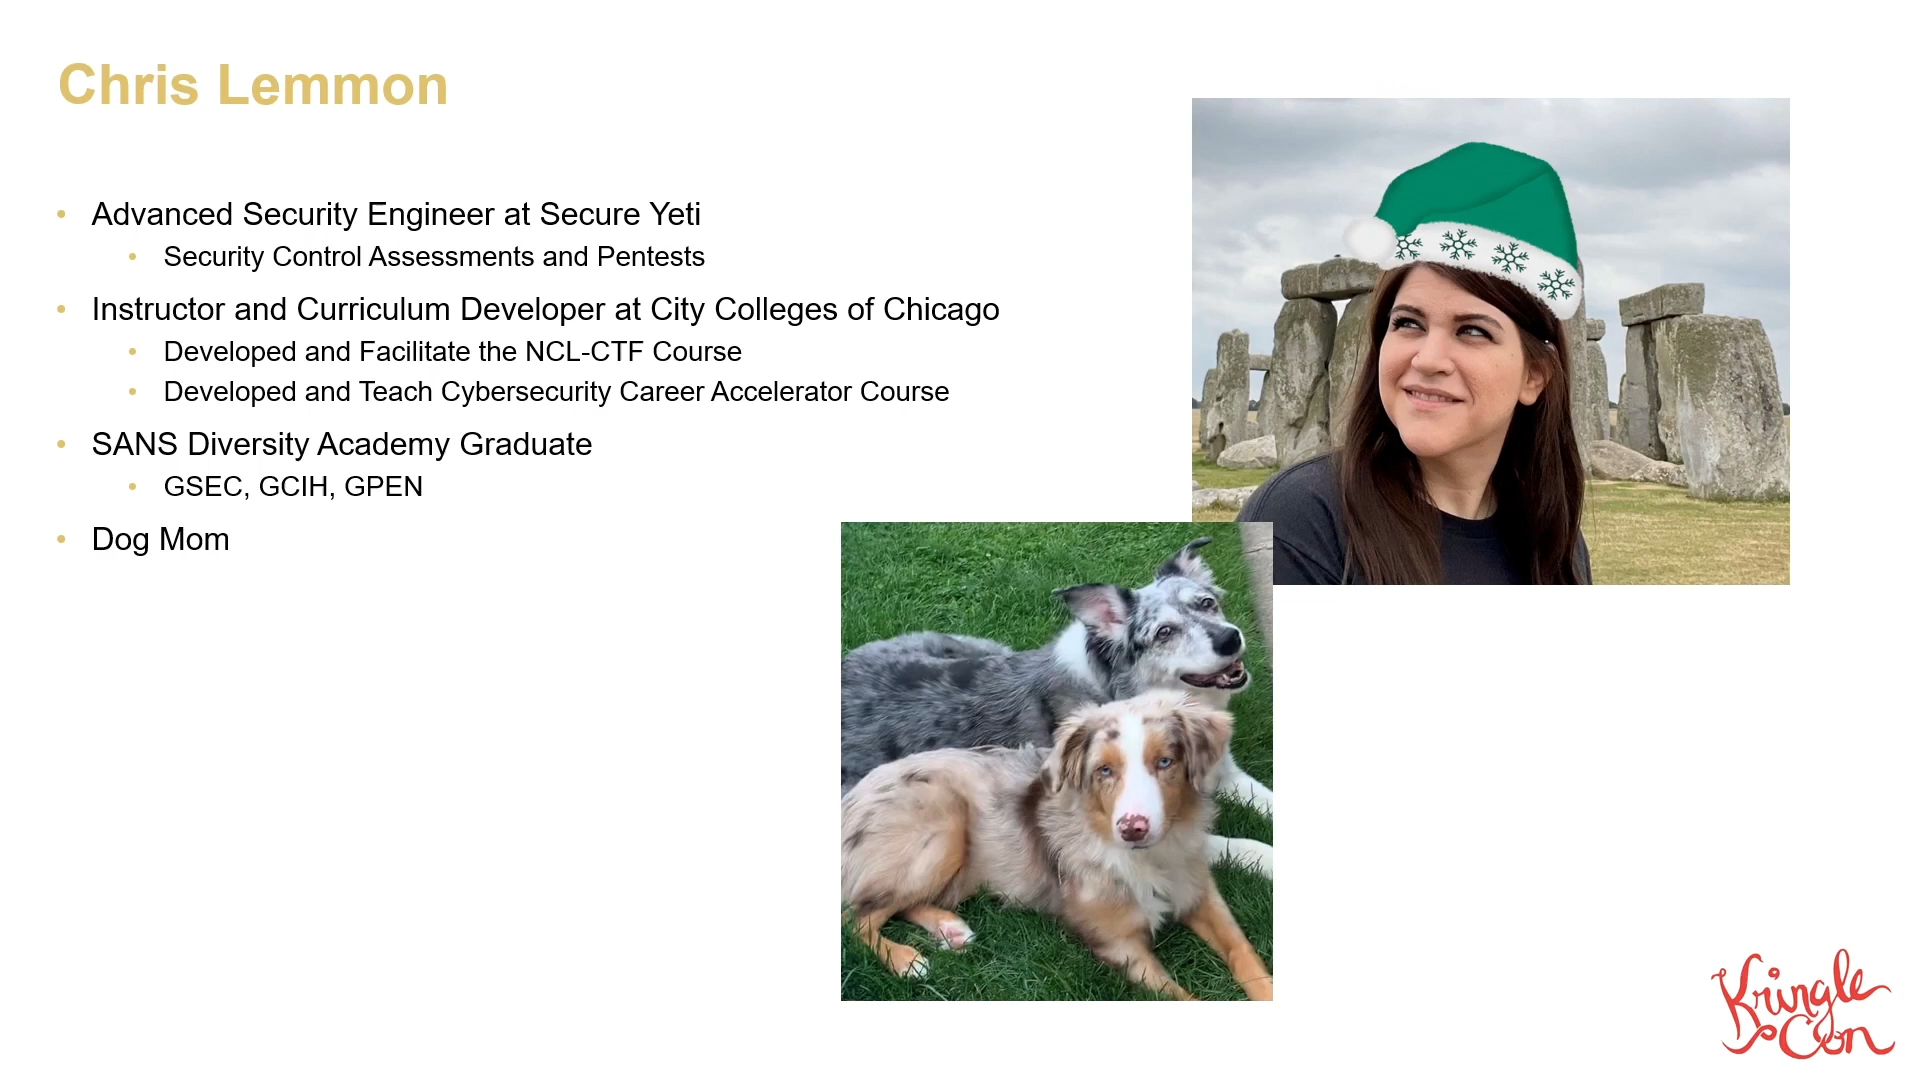 Chris Lemmon
• Advanced Security Engineer at Secure Yeti
• Security Control Assessments and Pentests
• Instructor and Curriculum Developer at City Colleges of Chicago
• Developed and Facilitate the NCL-CTF Course
• Developed and Teach Cybersecurity Career Accelerator Course
• SANS Diversity Academy Graduate
• GSEC, GCIH, GPEN
• Dog Mom
Kringle
Con